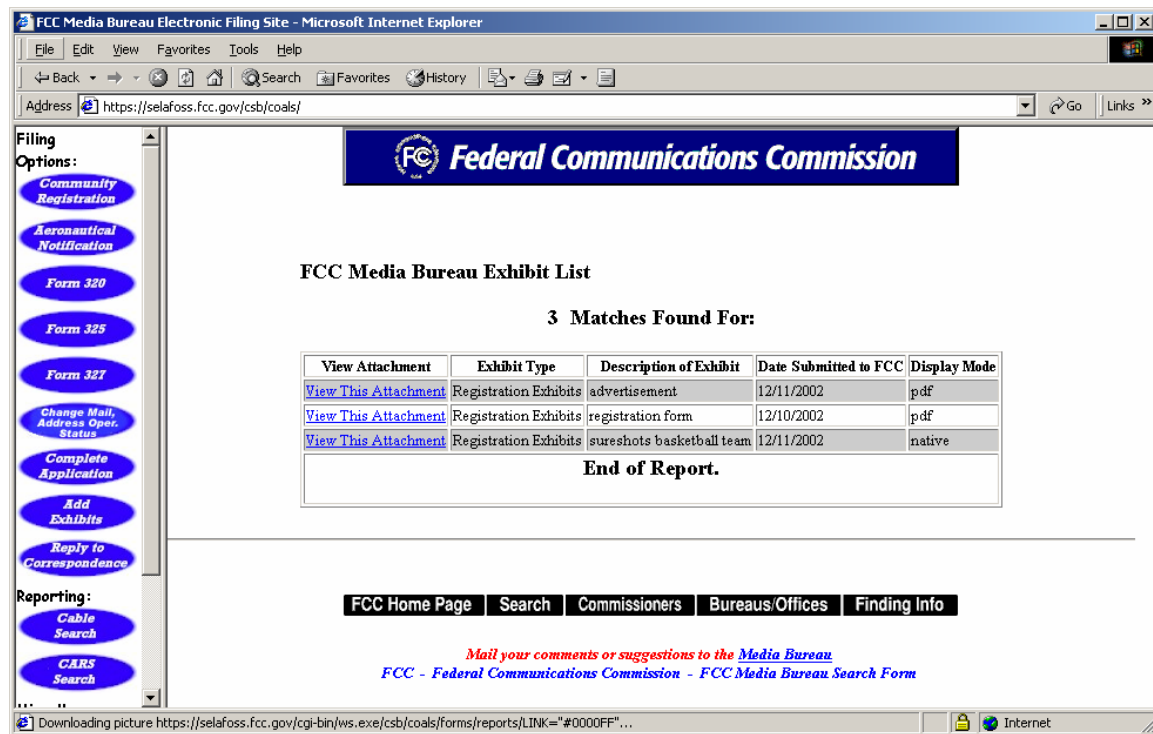 FCC Media Bureau Electronic Filing Site - Microsoft Internet Explorer
File Edit View Favorites Tools Help
Back Search Favorites History
Address https://selafoss.fcc.gov/csb/coals/ Go Links »
Filing
Options:
Community
Registration
Aeronautical
Notification
Form 320
Form 325
Form 327
Change Mail,
Address Oper.
Status
Complete
Application
Add
Exhibits
Reply to
Correspondence
Reporting:
Cable
Search
CARS
Search
FCC Federal Communications Commission
FCC Media Bureau Exhibit List
3 Matches Found For:
View Attachment Exhibit Type Description of Exhibit Date Submitted to FCC Display Mode
View This Attachment Registration Exhibits advertisement 12/11/2002 pdf
View This Attachment Registration Exhibits registration form 12/10/2002 pdf
View This Attachment Registration Exhibits sureshots basketball team 12/11/2002 native
End of Report.
FCC Home Page Search Commissioners Bureaus/Offices Finding Info
Mail your comments or suggestions to the Media Bureau
FCC - Federal Communications Commission - FCC Media Bureau Search Form
Downloading picture https://selafoss.fcc.gov/cgi-bin/ws.exe/csb/coals/forms/reports/LINK="#0000FF"... Internet